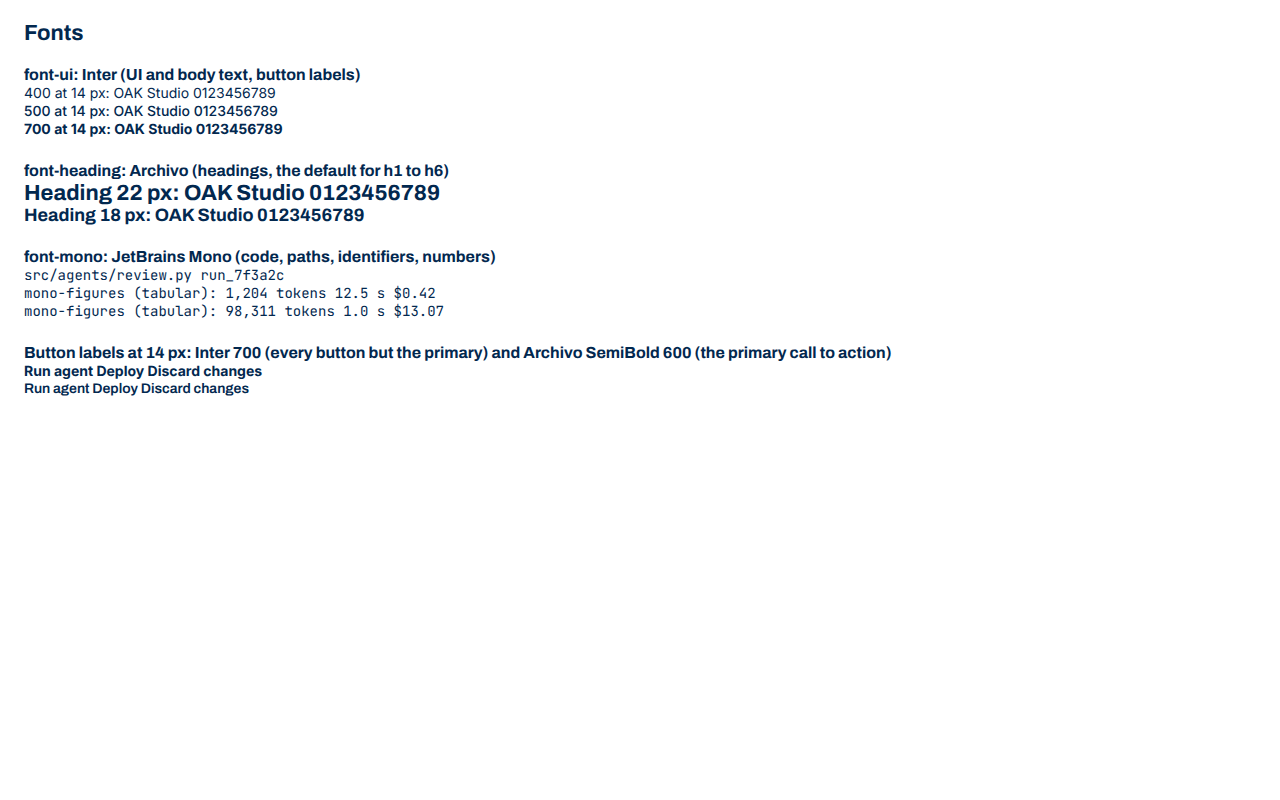 Fonts
font-ui: Inter (UI and body text, button labels)
400 at 14 px: OAK Studio 0123456789
500 at 14 px: OAK Studio 0123456789
700 at 14 px: OAK Studio 0123456789
font-heading: Archivo (headings, the default for h1 to h6)
Heading 22 px: OAK Studio 0123456789
Heading 18 px: OAK Studio 0123456789
font-mono: JetBrains Mono (code, paths, identifiers, numbers)
src/agents/review.py run_7f3a2c
mono-figures (tabular): 1,204 tokens 12.5 s $0.42
mono-figures (tabular): 98,311 tokens 1.0 s $13.07
Button labels at 14 px: Inter 700 (every button but the primary) and Archivo SemiBold 600 (the primary call to action)
Run agent Deploy Discard changes
Run agent Deploy Discard changes